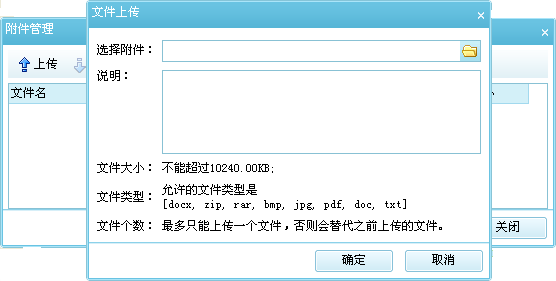 附件管理
上传
文件名
文件上传
选择附件：
说明：
文件大小： 不能超过10240.00KB;
文件类型： 允许的文件类型是
[docx, zip, rar, bmp, jpg, pdf, doc, txt]
文件个数： 最多只能上传一个文件，否则会替代之前上传的文件。
确定 取消
关闭